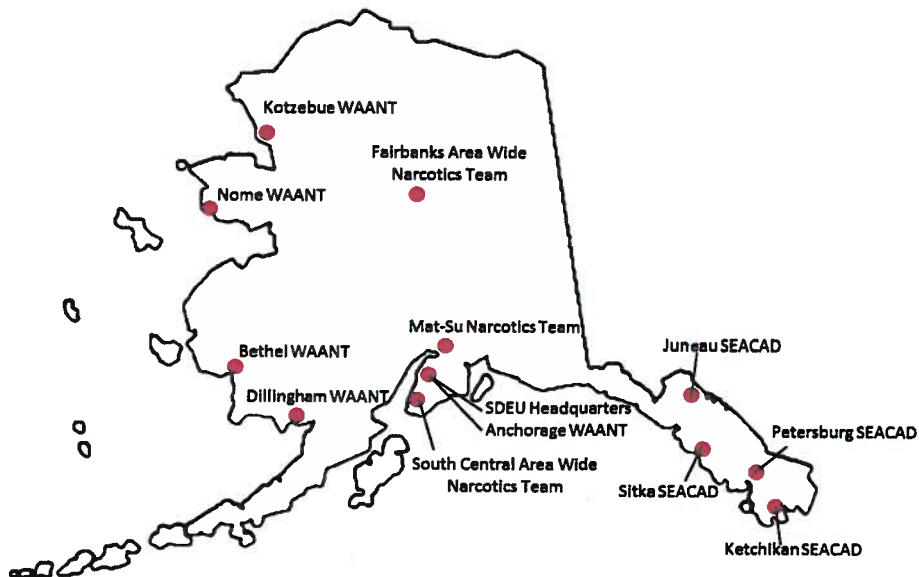 Kotzebue WAANT
Fairbanks Area Wide
Narcotics Team
Nome WAANT
Mat-Su Narcotics Team
Juneau SEACAD
Bethel WAANT
Dillingham WAANT
SDEU Headquarters
Anchorage WAANT
Petersburg SEACAD
South Central Area Wide
Narcotics Team
Sitka SEACAD
Ketchikan SEACAD